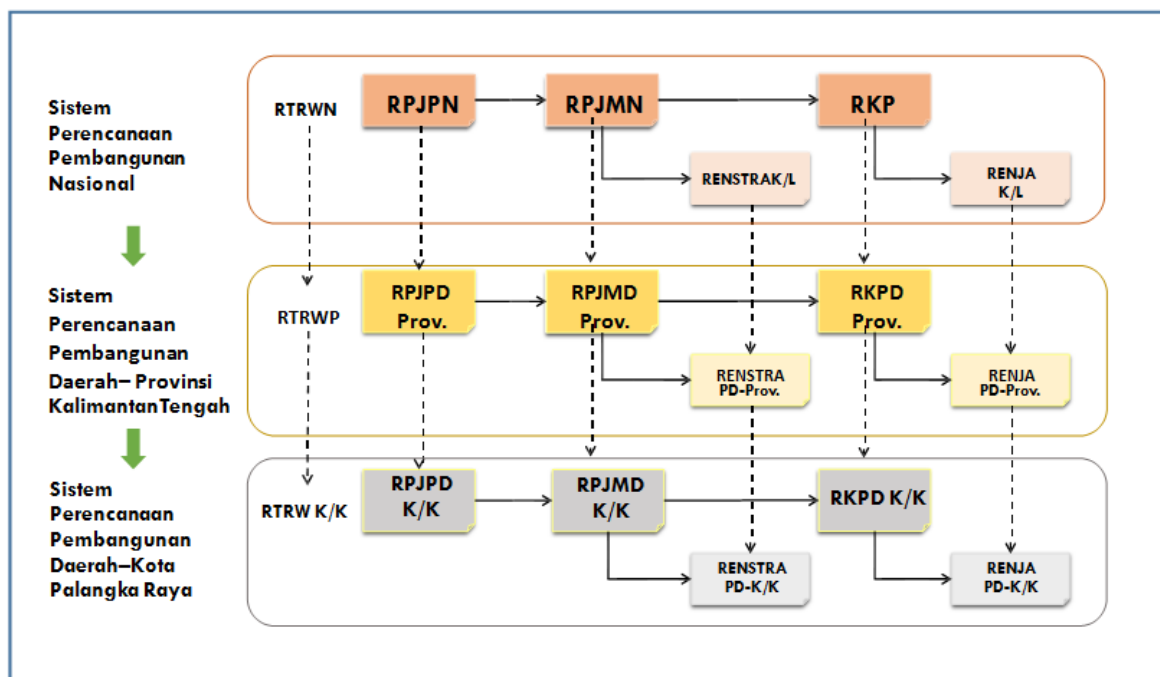 Sistem
Perencanaan
Pembangunan
Nasional
RTRWN
RPJPN
RPJMN
RKP
RENSTRAK/L
RENJA
K/L
Sistem
Perencanaan
Pembangunan
Daerah– Provinsi
KalimantanTengah
RTRWP
RPJPD
Prov.
RPJMD
Prov.
RKPD
Prov.
RENSTRA
PD-Prov.
RENJA
PD-Prov.
Sistem
Perencanaan
Pembangunan
Daerah–Kota
Palangka Raya
RTRW K/K
RPJPD
K/K
RPJMD
K/K
RKPD K/K
RENSTRA
PD-K/K
RENJA
PD-K/K